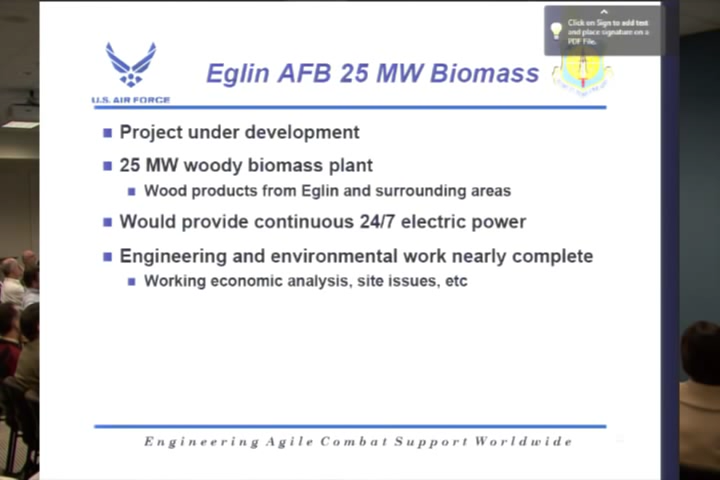 Click on Sign to add text
and place signature on a
PDF File.
Eglin AFB 25 MW Biomass
U.S. AIR FORCE
Project under development
25 MW woody biomass plant
Wood products from Eglin and surrounding areas
Would provide continuous 24/7 electric power
Engineering and environmental work nearly complete
Working economic analysis, site issues, etc
Engineering Agile Combat Support Worldwide